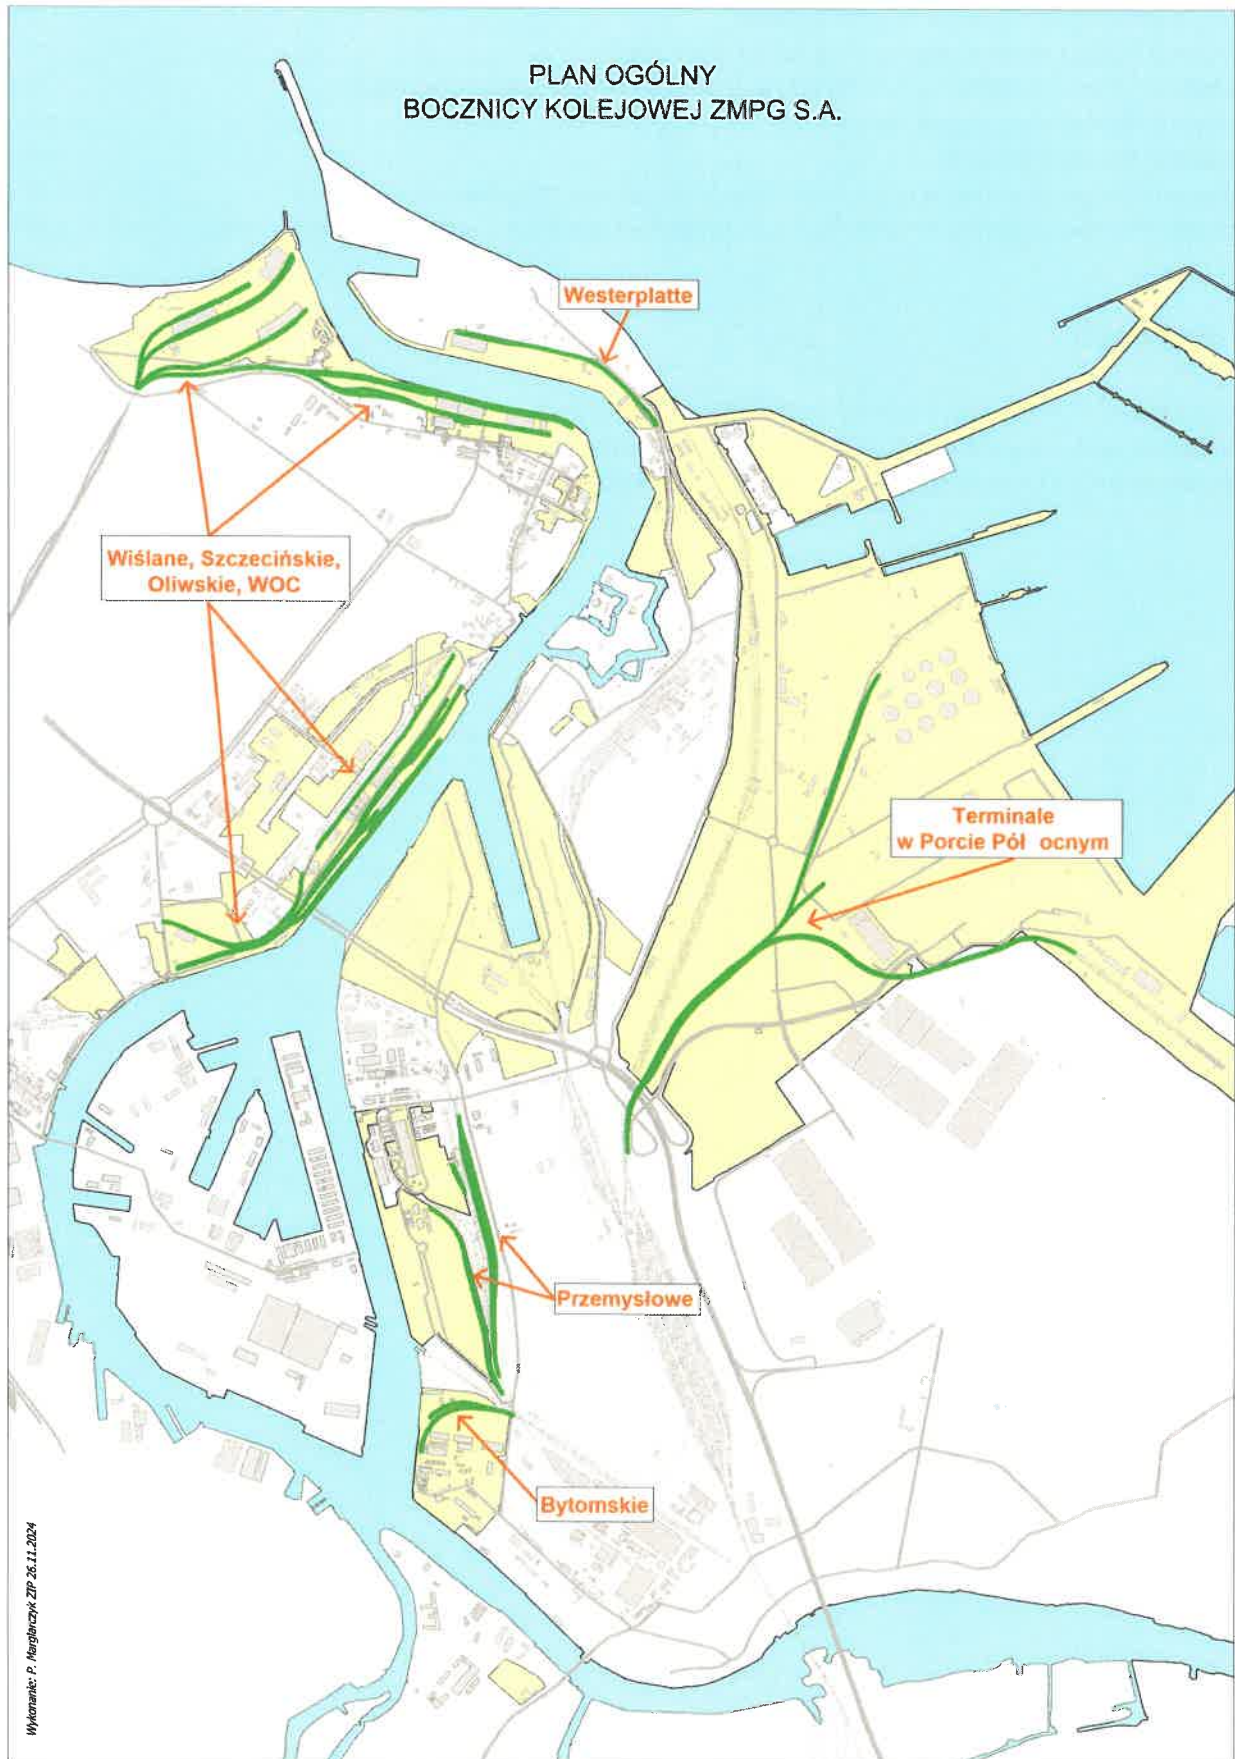 PLAN OGÓLNY
BOCZNICY KOLEJOWEJ ZMPG S.A.
Westerplatte
Wiślane, Szczecińskie,
Oliwskie, WOC
Terminale
w Porcie Pół ocnym
Przemysłowe
Bytomskie
Wykonanie: P. Marglarczyk ZIP 26.11.2024